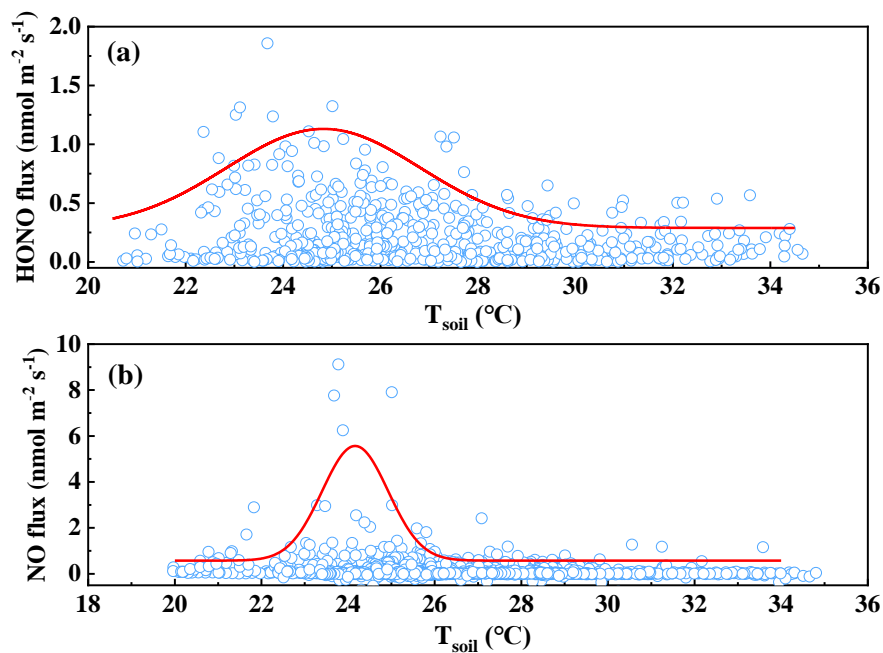 (a)
HONO flux (nmol m⁻² s⁻¹)
2.0
1.5
1.0
0.5
0.0
20 22 24 26 28 30 32 34 36
T_soil (°C)
(b)
NO flux (nmol m⁻² s⁻¹)
10
8
6
4
2
0
18 20 22 24 26 28 30 32 34 36
T_soil (°C)